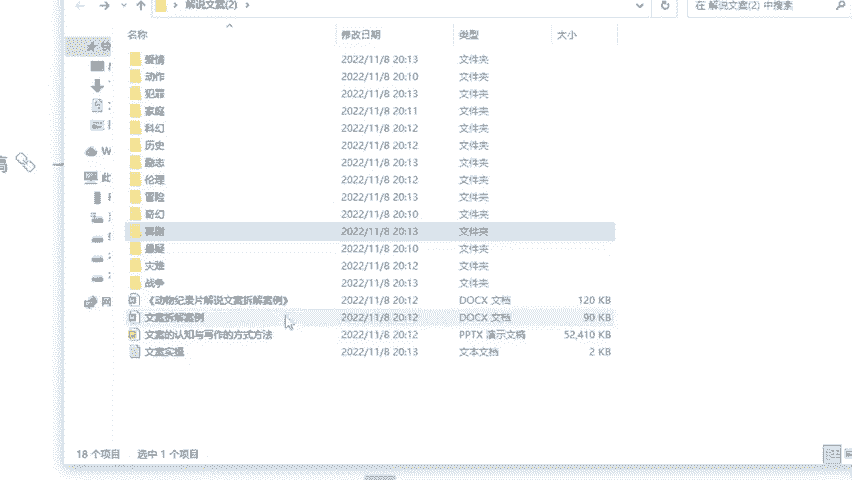 解说文案(2)
在 解说文案(2) 中搜索
名称 修改日期 类型 大小
爱情 2022/11/8 20:13 文件夹
动作 2022/11/8 20:10 文件夹
犯罪 2022/11/8 20:13 文件夹
家庭 2022/11/8 20:11 文件夹
科幻 2022/11/8 20:12 文件夹
历史 2022/11/8 20:12 文件夹
励志 2022/11/8 20:13 文件夹
伦理 2022/11/8 20:12 文件夹
冒险 2022/11/8 20:13 文件夹
奇幻 2022/11/8 20:10 文件夹
2022/11/8 20:13 文件夹
悬疑 2022/11/8 20:10 文件夹
灾难 2022/11/8 20:12 文件夹
战争 2022/11/8 20:13 文件夹
《动物纪录片解说文案拆解案例》 2022/11/8 20:12 DOCX 文档 120 KB
文案拆解案例 2022/11/8 20:12 DOCX 文档 90 KB
文案的认知与写作的方式方法 2022/11/8 20:12 PPTX 演示文稿 52,410 KB
文案实操 2022/11/8 20:13 文本文档 2 KB
W
此
网
稿
18 个项目 选中 1 个项目